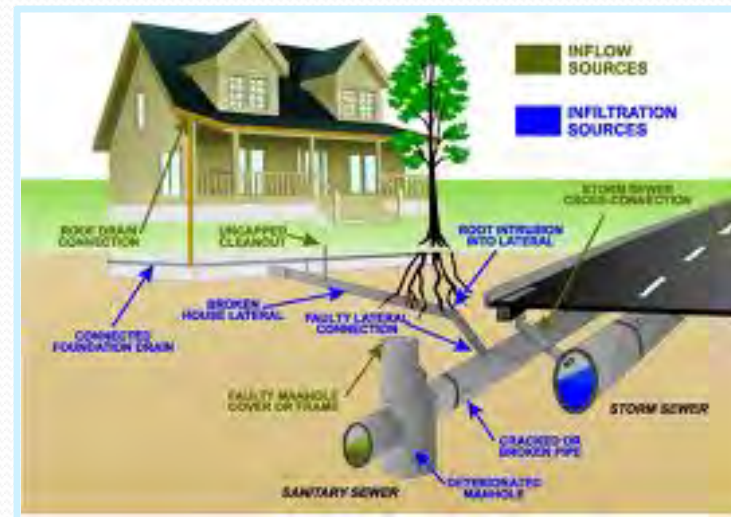 INFLOW
SOURCES
INFILTRATION
SOURCES
STORM SEWER
CROSS-CONNECTION
ROOF DRAIN
CONNECTION
UNCAPPED
CLEANOUT
ROOT INTRUSION
INTO LATERAL
BROKEN
HOUSE LATERAL
FAULTY LATERAL
CONNECTION
CONNECTED
FOUNDATION DRAIN
FAULTY MANHOLE
COVER OR FRAME
STORM SEWER
CRACKED OR
BROKEN PIPE
DETERIORATED
MANHOLE
SANITARY SEWER